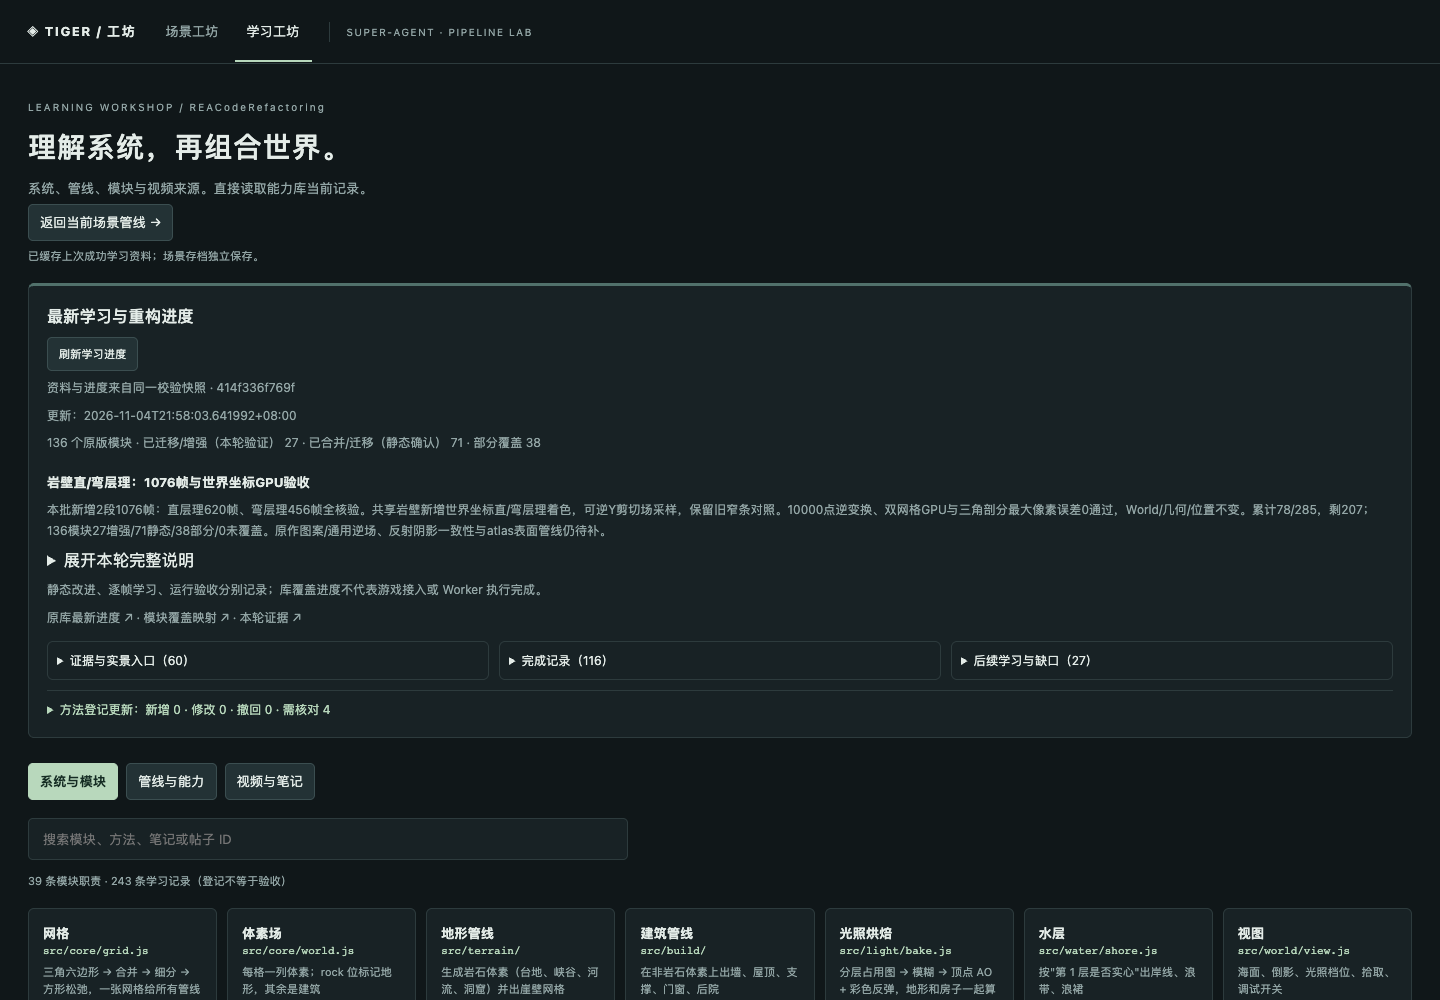 ◈ TIGER / 工坊 场景工坊 学习工坊 SUPER-AGENT · PIPELINE LAB
LEARNING WORKSHOP / REACodeRefactoring
理解系统，再组合世界。
系统、管线、模块与视频来源。直接读取能力库当前记录。
返回当前场景管线 →
已缓存上次成功学习资料；场景存档独立保存。
最新学习与重构进度
刷新学习进度
资料与进度来自同一校验快照 · 414f336f769f
更新：2026-11-04T21:58:03.641992+08:00
136 个原版模块 · 已迁移/增强（本轮验证） 27 · 已合并/迁移（静态确认） 71 · 部分覆盖 38
岩壁直/弯层理：1076帧与世界坐标GPU验收
本批新增2段1076帧：直层理620帧、弯层理456帧全核验。共享岩壁新增世界坐标直/弯层理着色，可逆Y剪切场采样，保留旧窄条对照。10000点逆变换、双网格GPU与三角剖分最大像素误差0通过，World/几何/位置不变。累计78/285，剩207；
136模块27增强/71静态/38部分/0未覆盖。原作图案/通用逆场、反射阴影一致性与atlas表面管线仍待补。
▶ 展开本轮完整说明
静态改进、逐帧学习、运行验收分别记录；库覆盖进度不代表游戏接入或 Worker 执行完成。
原库最新进度 ↗ · 模块覆盖映射 ↗ · 本轮证据 ↗
▶ 证据与实景入口（60） ▶ 完成记录（116） ▶ 后续学习与缺口（27）
▶ 方法登记更新：新增 0 · 修改 0 · 撤回 0 · 需核对 4
系统与模块 管线与能力 视频与笔记
搜索模块、方法、笔记或帖子 ID
39 条模块职责 · 243 条学习记录（登记不等于验收）
网格
src/core/grid.js
三角六边形 → 合并 → 细分 →
方形松弛，一张网格给所有管线
体素场
src/core/world.js
每格一列体素；rock 位标记地
形，其余是建筑
地形管线
src/terrain/
生成岩石体素（台地、峡谷、河
流、洞窟）并出崖壁网格
建筑管线
src/build/
在非岩石体素上出墙、屋顶、支
撑、门窗、后院
光照烘焙
src/light/bake.js
分层占用图 → 模糊 → 顶点 AO
+ 彩色反弹，地形和房子一起算
水层
src/water/shore.js
按"第 1 层是否实心"出岸线、浪
带、浪裙
视图
src/world/view.js
海面、倒影、光照档位、拾取、
调试开关